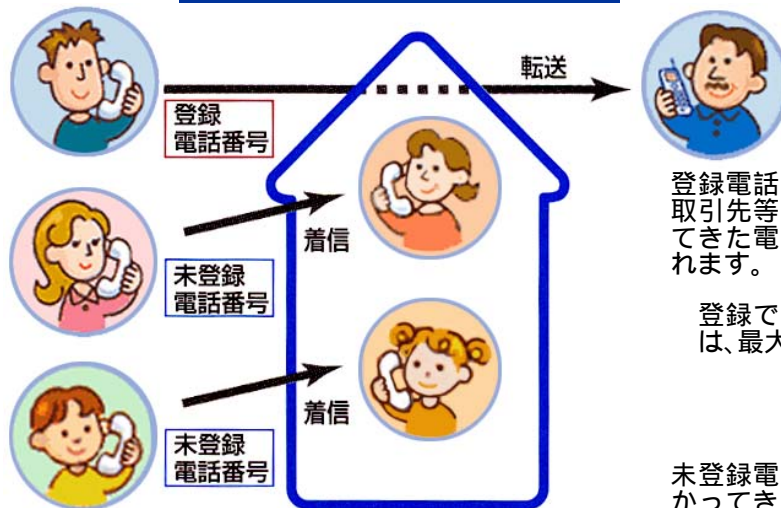 転送
登録
電話番号
着信
未登録
電話番号
着信
未登録
電話番号
登録電話
取引先等
てきた電
れます。
登録で
は、最大
未登録電
かってき